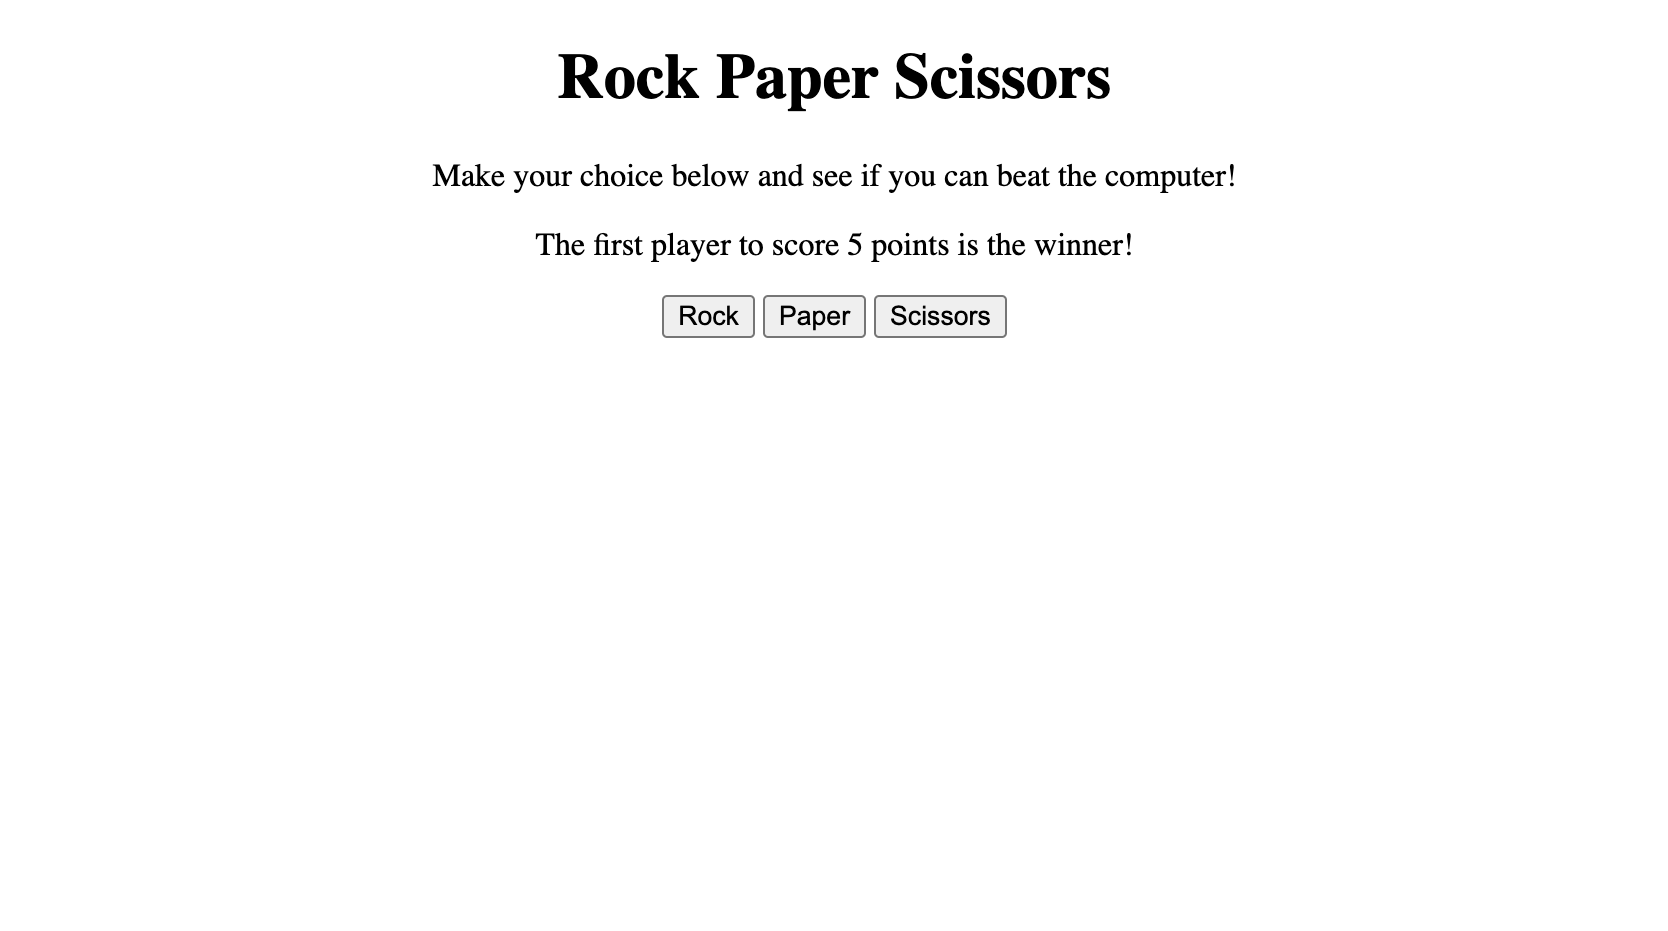 Rock Paper Scissors
Make your choice below and see if you can beat the computer!
The first player to score 5 points is the winner!
Rock Paper Scissors